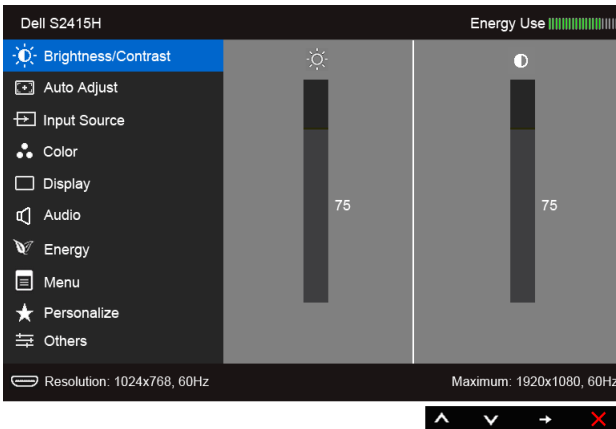 Dell S2415H
Energy Use
Brightness/Contrast
Auto Adjust
Input Source
Color
Display
Audio
Energy
Menu
Personalize
Others
75
75
Resolution: 1024x768, 60Hz
Maximum: 1920x1080, 60Hz